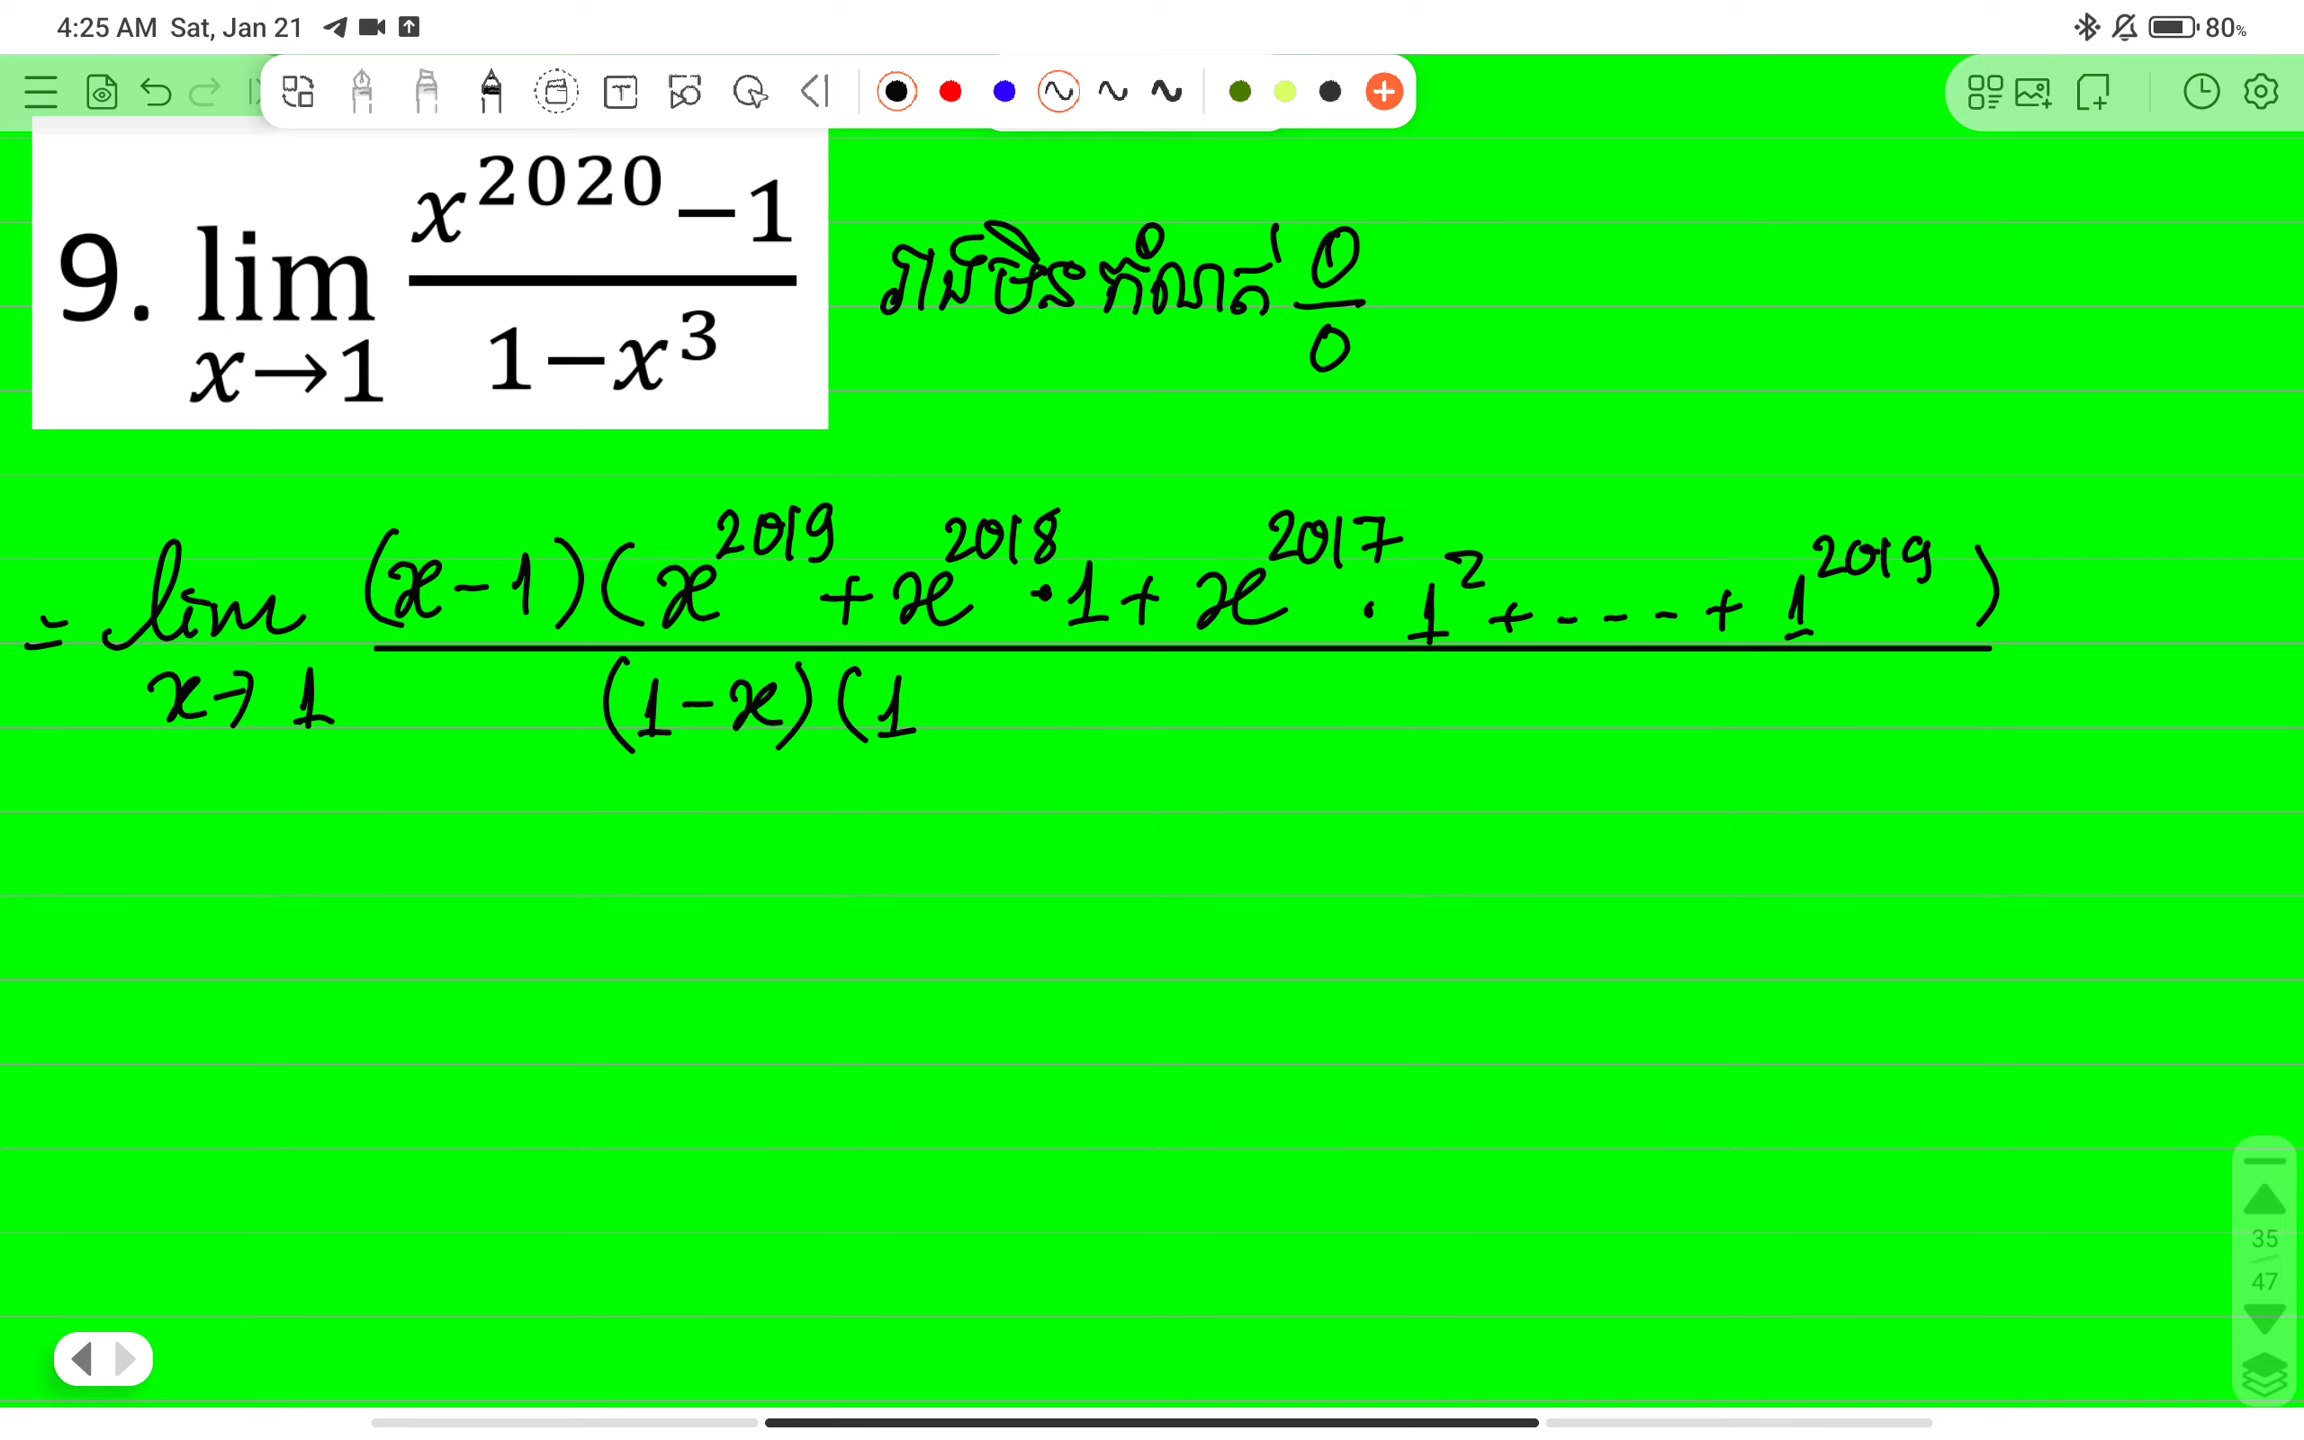 4:25 AM Sat, Jan 21
80%
T
9. lim x→1 (x^2020 − 1)/(1 − x^3)
រាងមិនកំណត់ 0/0
= lim x→1 (x-1)(x^2019 + x^2018 · 1 + x^2017 · 1^2 + ---- + 1^2019) / (1-x)(1
35
47